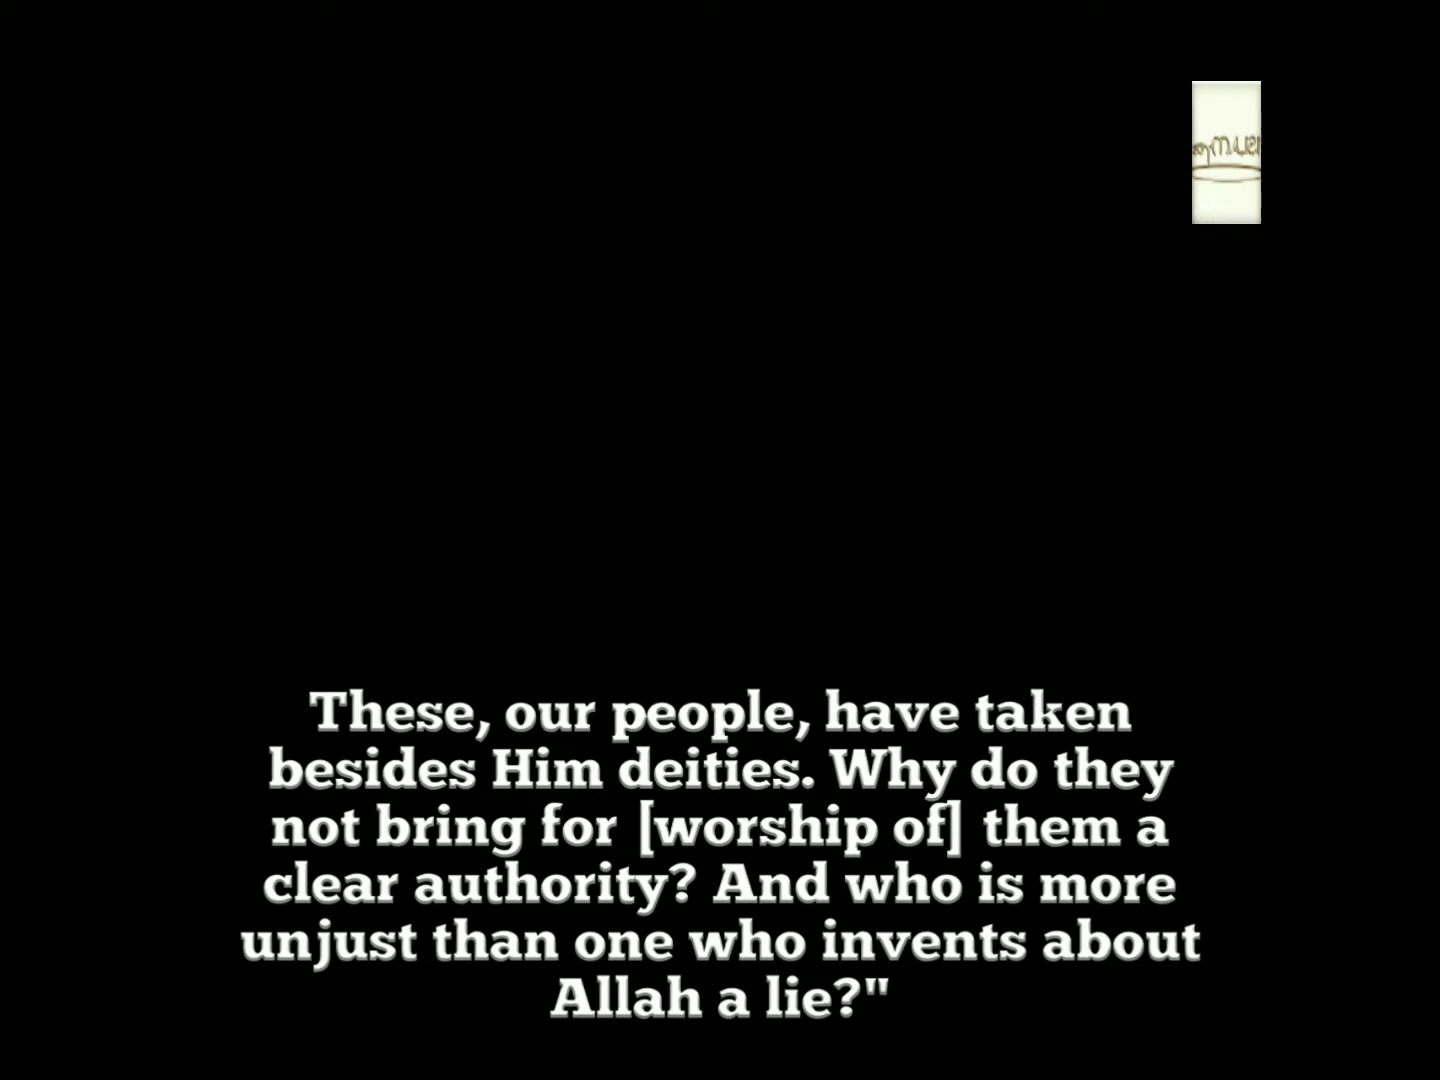 These, our people, have taken
besides Him deities. Why do they
not bring for [worship of] them a
clear authority? And who is more
unjust than one who invents about
Allah a lie?"